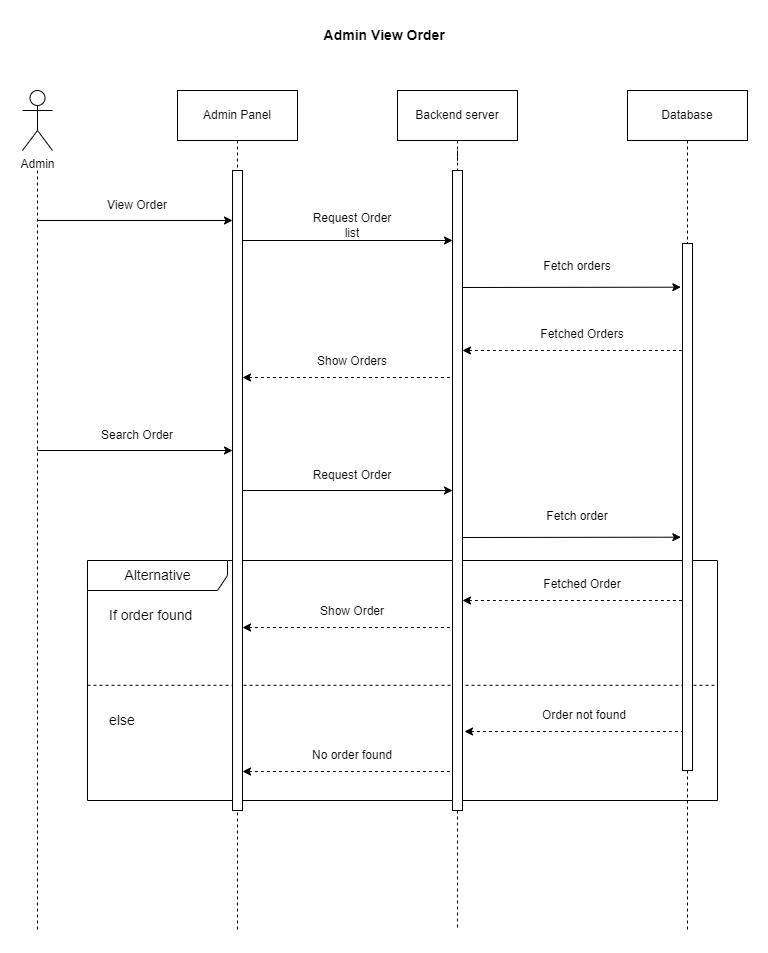 Admin View Order
Admin Panel
Backend server
Database
Admin
View Order
Request Order
list
Fetch orders
Fetched Orders
Show Orders
Search Order
Request Order
Fetch order
Alternative
Fetched Order
If order found
Show Order
else
Order not found
No order found